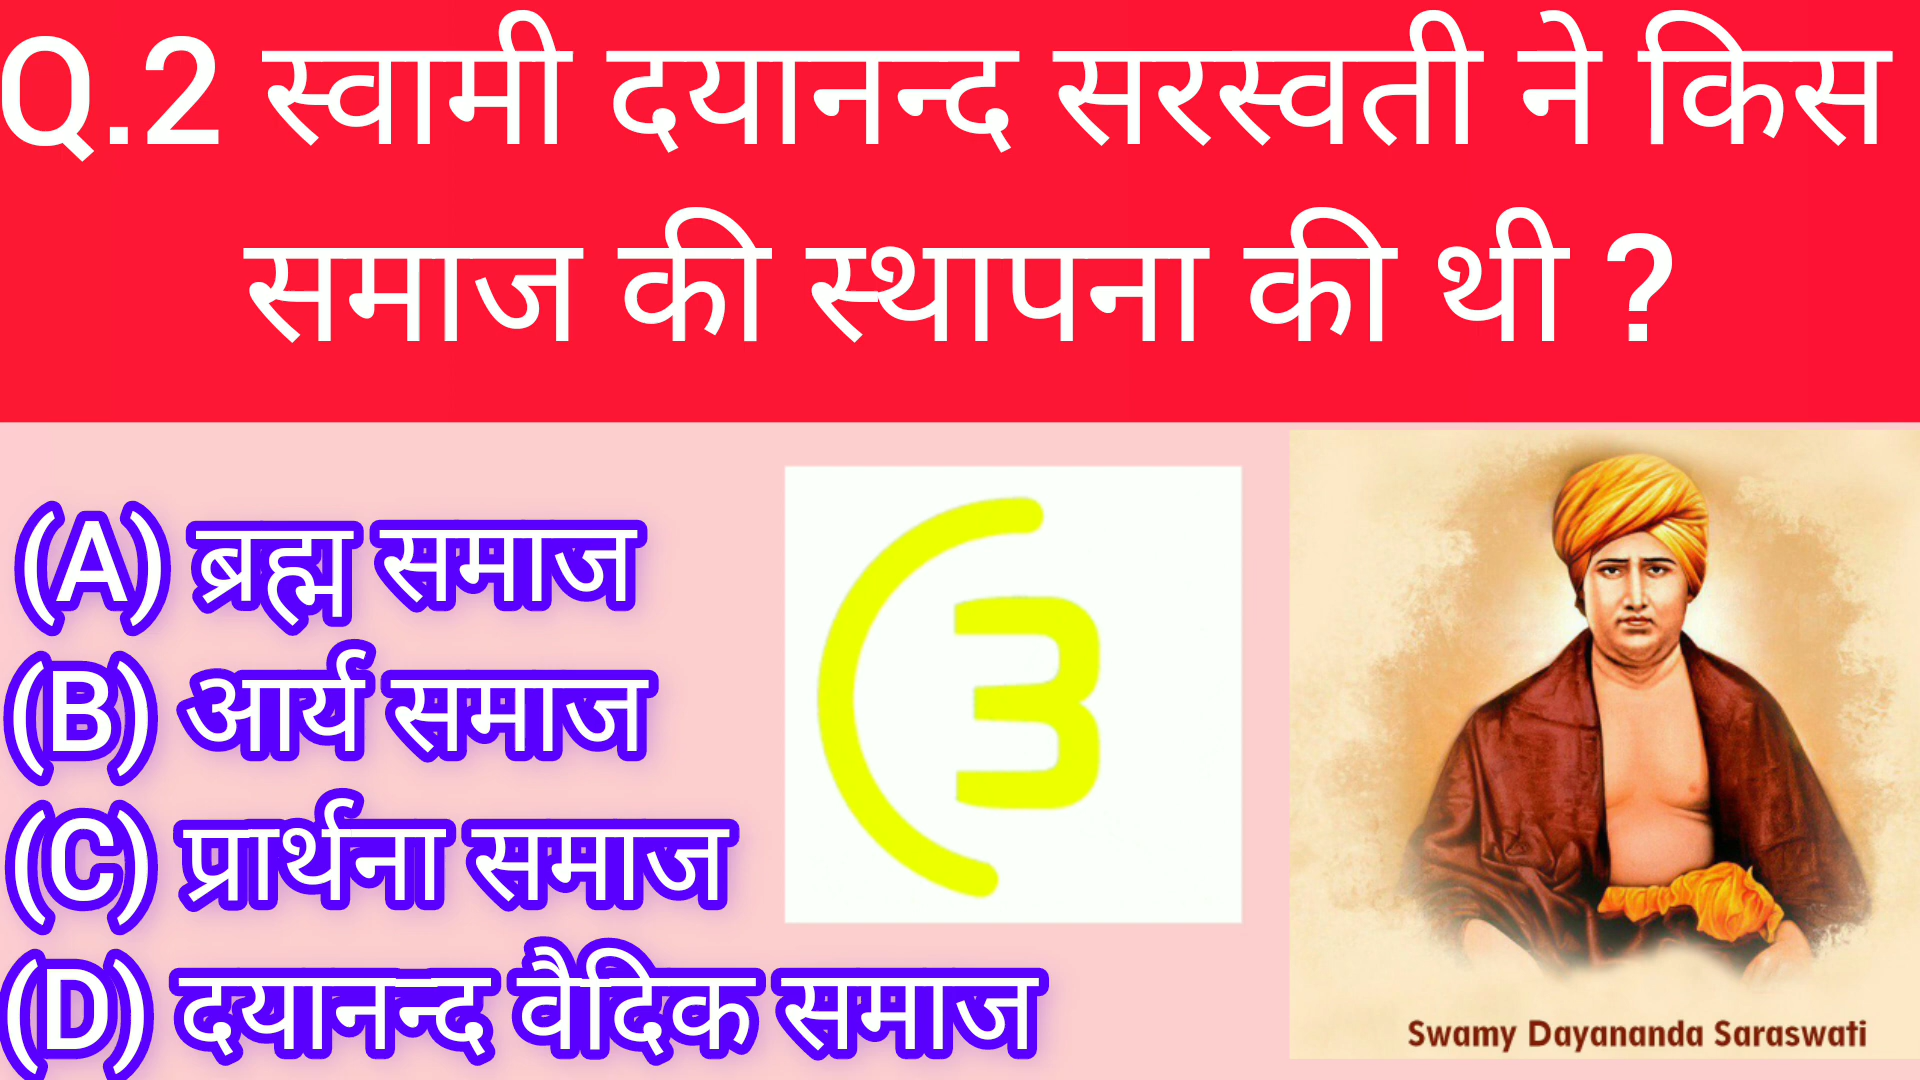 Q.2 स्वामी दयानन्द सरस्वती ने किस
समाज की स्थापना की थी ?
(A) ब्रह्म समाज
(B) आर्य समाज
(C) प्रार्थना समाज
(D) दयानन्द वैदिक समाज
3
Swamy Dayananda Saraswati